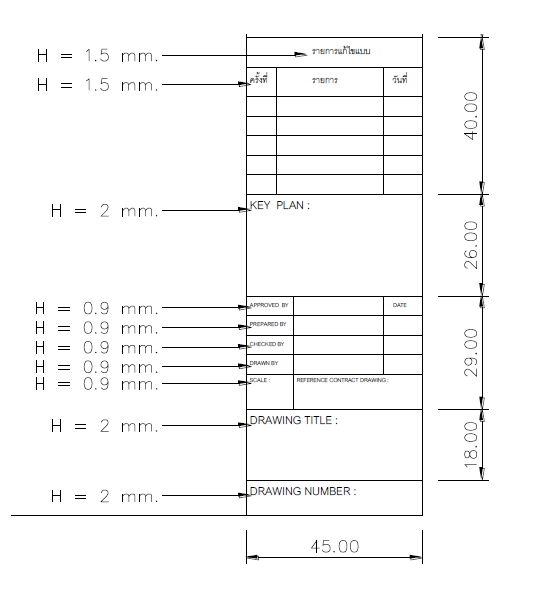 H = 1.5 mm. รายการแก้ไขแบบ
H = 1.5 mm. ครั้งที่ รายการ วันที่
40.00
H = 2 mm. KEY PLAN :
26.00
H = 0.9 mm. APPROVED BY DATE
H = 0.9 mm. PREPARED BY
H = 0.9 mm. CHECKED BY
H = 0.9 mm. DRAWN BY
H = 0.9 mm. SCALE : REFERENCE CONTRACT DRAWING :
29.00
H = 2 mm. DRAWING TITLE :
18.00
H = 2 mm. DRAWING NUMBER :
45.00